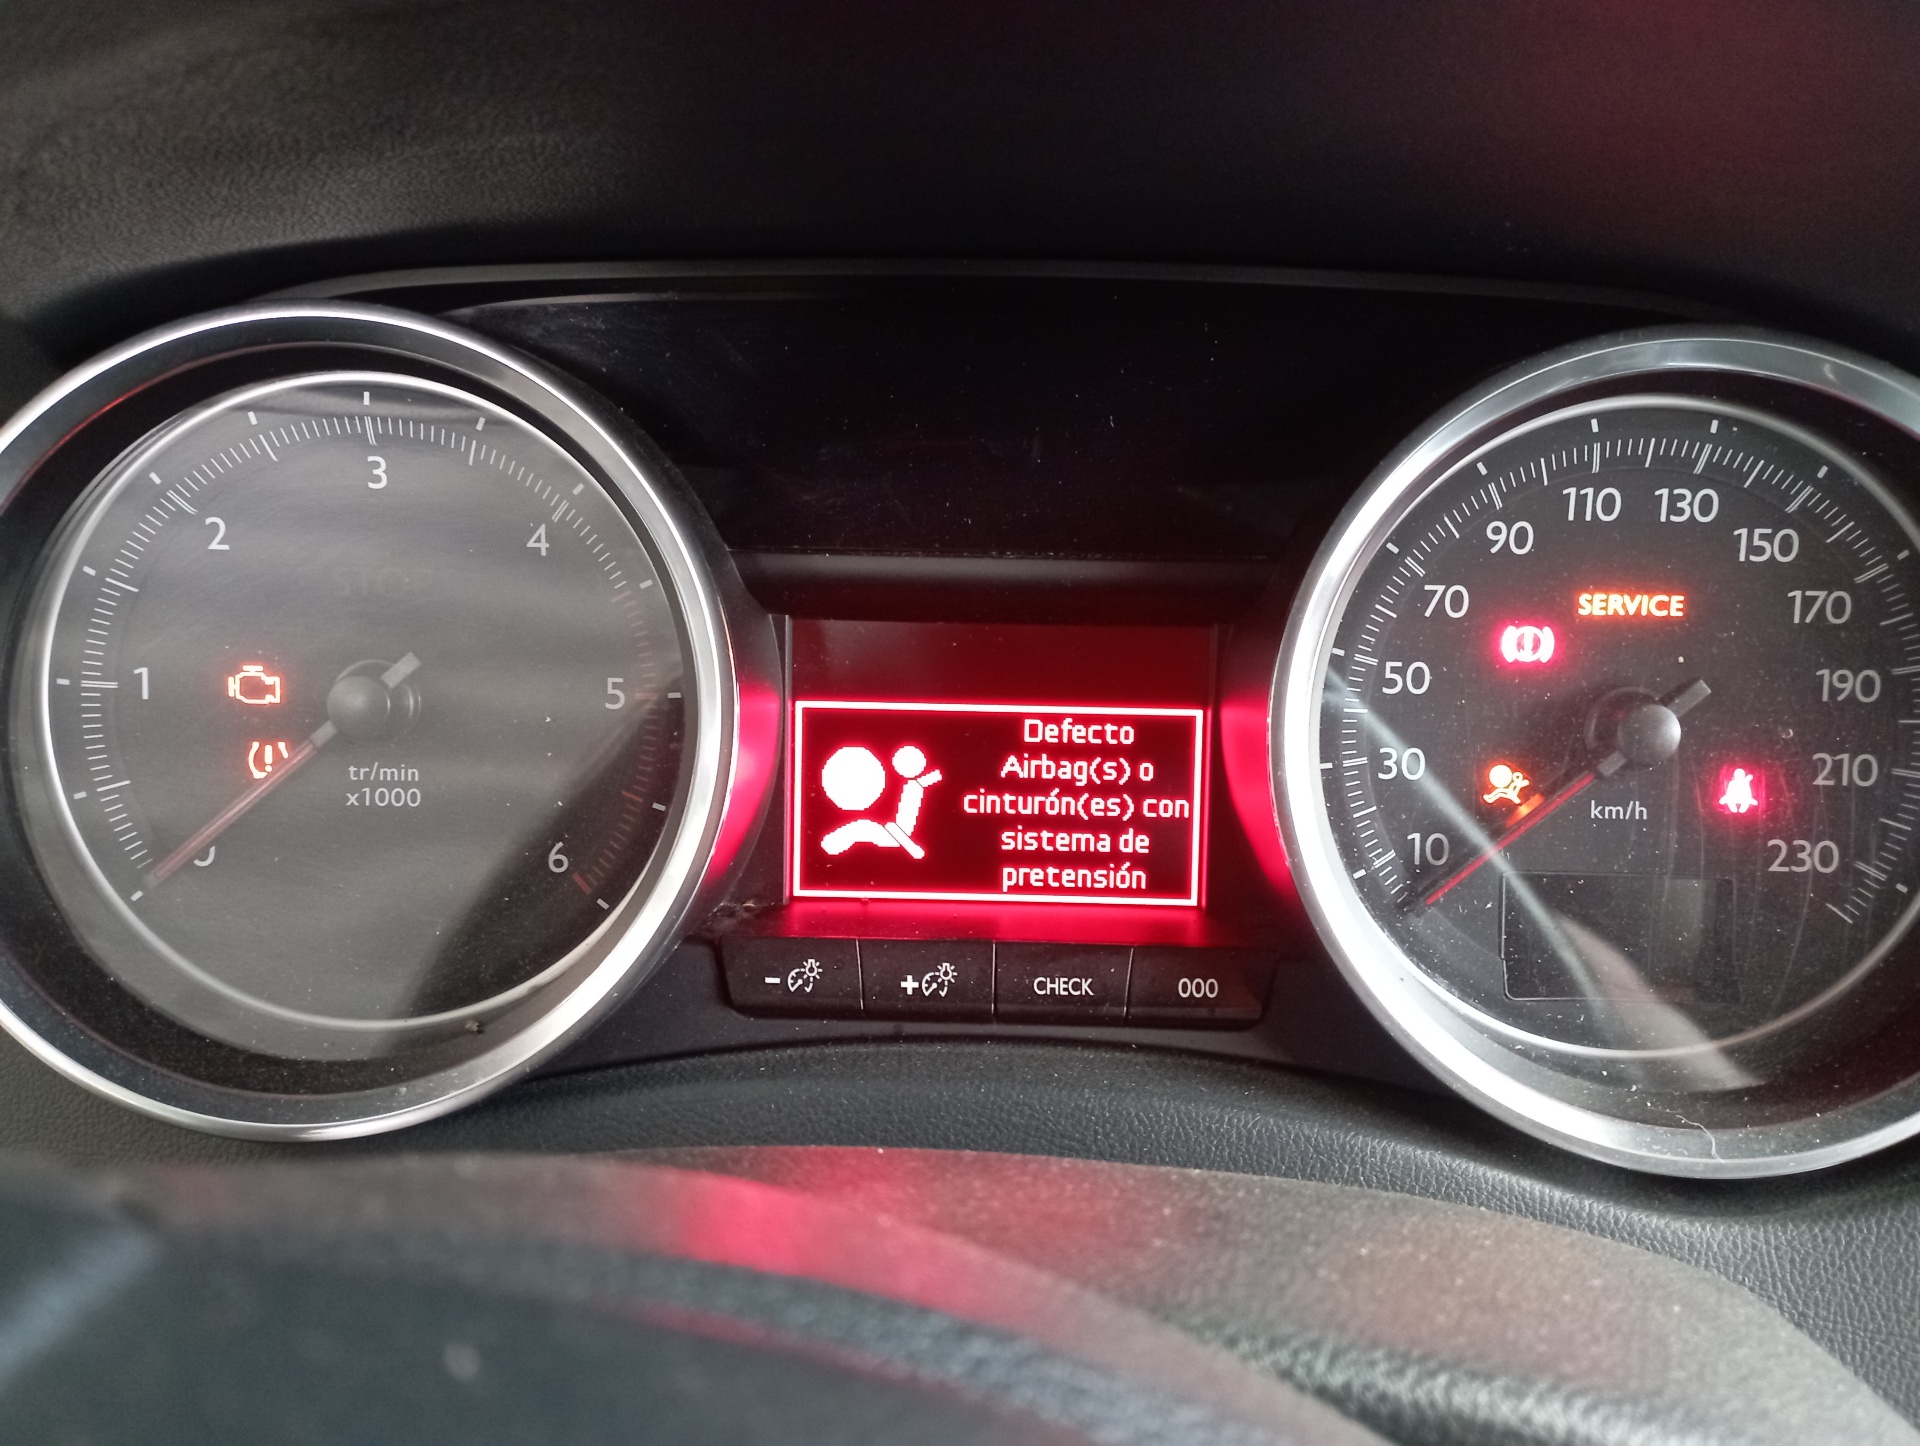 3
2
4
STOP
1
5
tr/min
x1000
6
Defecto
Airbag(s) o
cinturón(es) con
sistema de
pretensión
-
+
CHECK
000
110 130
90
150
70
SERVICE
170
50
190
30
210
km/h
10
230